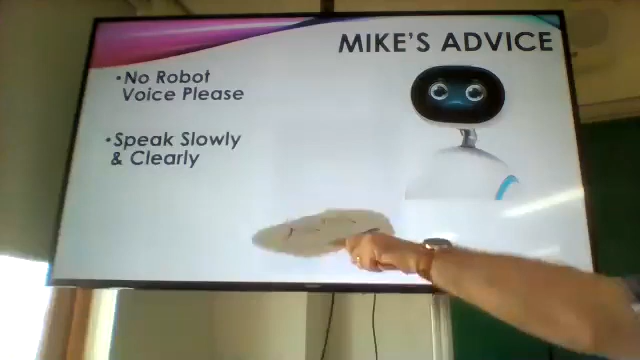 MIKE'S ADVICE
•No Robot
Voice Please
•Speak Slowly
& Clearly